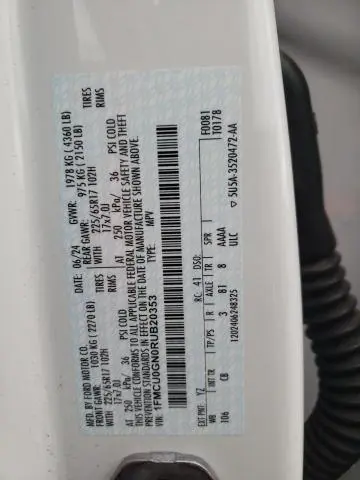 MFD. BY FORD MOTOR CO.
DATE: 06/24 GVWR: 1978 KG ( 4360 LB)
FRONT GAWR: 1030 KG ( 2270 LB) REAR GAWR: 975 KG ( 2150 LB)
WITH 225/65R17 102H TIRES WITH 225/65R17 102H TIRES
17x7.0J RIMS 17x7.0J RIMS
AT 250 kPa/ 36 PSI COLD AT 250 kPa/ 36 PSI COLD
THIS VEHICLE CONFORMS TO ALL APPLICABLE FEDERAL MOTOR VEHICLE SAFETY AND THEFT
PREVENTION STANDARDS IN EFFECT ON THE DATE OF MANUFACTURE SHOWN ABOVE.
VIN: 1FMCU0GN0RUB20353 TYPE: MPV
F0081
T0178
EXT PNT: YZ RC: 41 DSO:
WB INT TR TP/PS R AXLE TR SPR
106 CB 3 81 8 AAAA
ULC
1202406248325 5U5A-3520472-AA